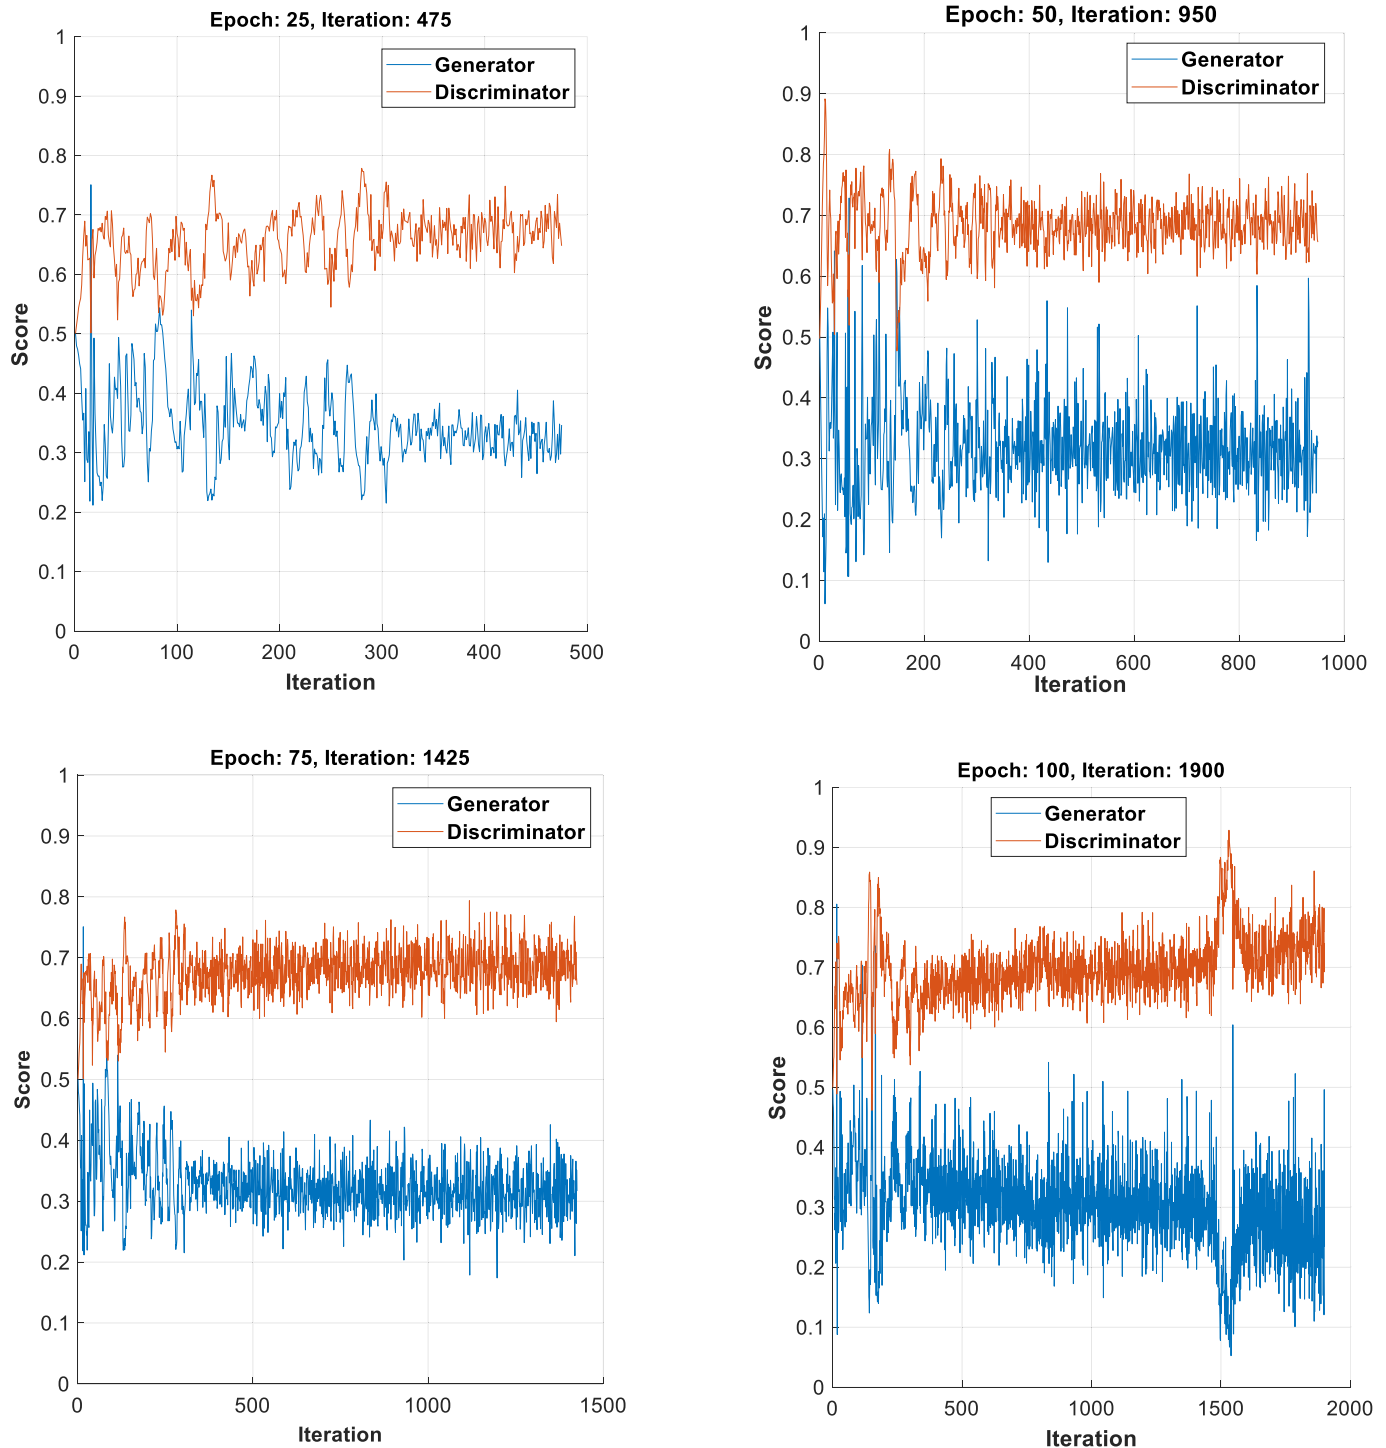 Epoch: 25, Iteration: 475
1
0.9
0.8
0.7
0.6
0.5
0.4
0.3
0.2
0.1
0
Score
Generator
Discriminator
0 100 200 300 400 500
Iteration
Epoch: 50, Iteration: 950
1
0.9
0.8
0.7
0.6
0.5
0.4
0.3
0.2
0.1
0
Score
Generator
Discriminator
0 200 400 600 800 1000
Iteration
Epoch: 75, Iteration: 1425
1
0.9
0.8
0.7
0.6
0.5
0.4
0.3
0.2
0.1
0
Score
Generator
Discriminator
0 500 1000 1500
Iteration
Epoch: 100, Iteration: 1900
1
0.9
0.8
0.7
0.6
0.5
0.4
0.3
0.2
0.1
0
Score
Generator
Discriminator
0 500 1000 1500 2000
Iteration